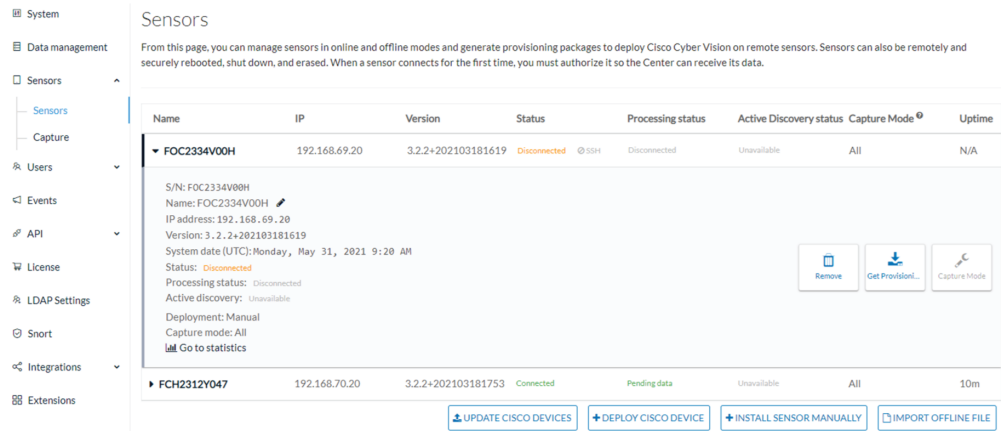 System
Data management
Sensors
Sensors
Capture
Users
Events
API
License
LDAP Settings
Snort
Integrations
Extensions
Sensors
From this page, you can manage sensors in online and offline modes and generate provisioning packages to deploy Cisco Cyber Vision on remote sensors. Sensors can also be remotely and
securely rebooted, shut down, and erased. When a sensor connects for the first time, you must authorize it so the Center can receive its data.
Name IP Version Status Processing status Active Discovery status Capture Mode Uptime
FOC2334V00H 192.168.69.20 3.2.2+202103181619 Disconnected SSH Disconnected Unavailable All N/A
S/N: FOC2334V00H
Name: FOC2334V00H
IP address: 192.168.69.20
Version: 3.2.2+202103181619
System date (UTC): Monday, May 31, 2021 9:20 AM
Status: Disconnected
Processing status: Disconnected
Active discovery: Unavailable
Deployment: Manual
Capture mode: All
Go to statistics
Remove Get Provisioni... Capture Mode
FCH2312Y047 192.168.70.20 3.2.2+202103181753 Connected Pending data Unavailable All 10m
UPDATE CISCO DEVICES +DEPLOY CISCO DEVICE +INSTALL SENSOR MANUALLY IMPORT OFFLINE FILE